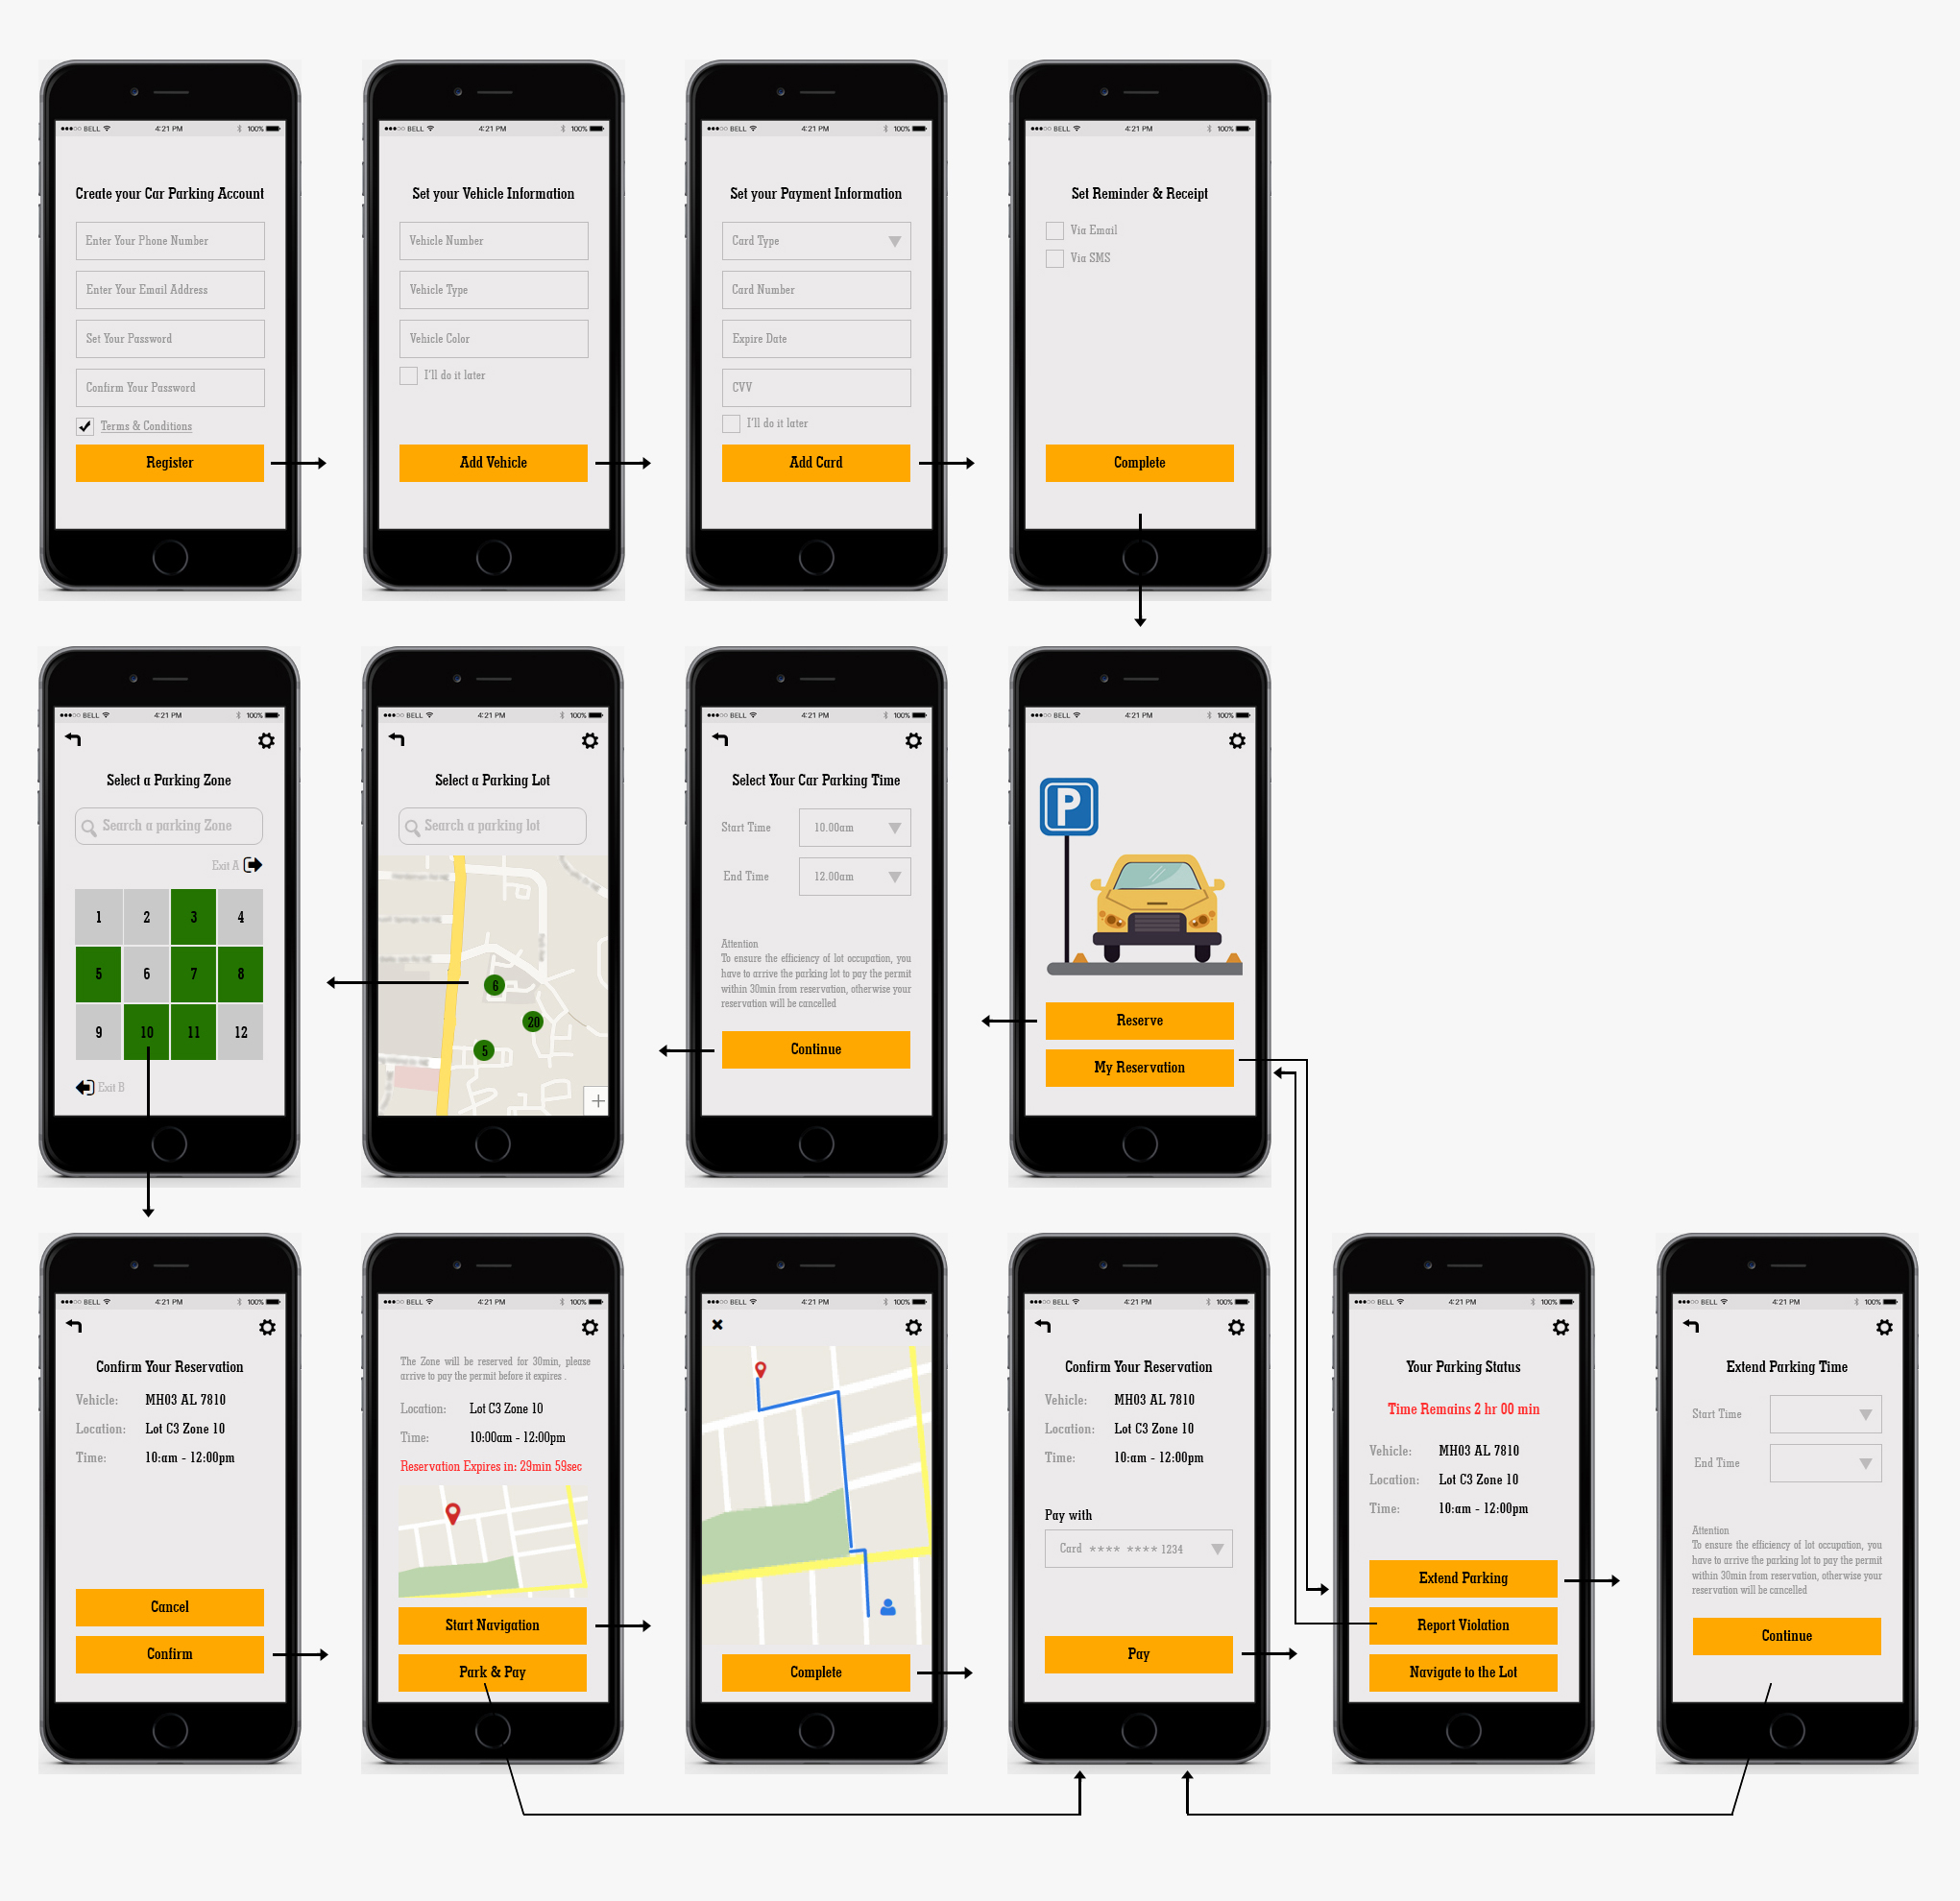 BELL 4:21 PM 100%
Create your Car Parking Account
Enter Your Phone Number
Enter Your Email Address
Set Your Password
Confirm Your Password
Terms & Conditions
Register
BELL 4:21 PM 100%
Set your Vehicle Information
Vehicle Number
Vehicle Type
Vehicle Color
I'll do it later
Add Vehicle
BELL 4:21 PM 100%
Set your Payment Information
Card Type
Card Number
Expire Date
CVV
I'll do it later
Add Card
BELL 4:21 PM 100%
Set Reminder & Receipt
Via Email
Via SMS
Complete
BELL 4:21 PM 100%
Select a Parking Zone
Search a parking Zone
Exit A
1 2 3 4
5 6 7 8
9 10 11 12
Exit B
BELL 4:21 PM 100%
Select a Parking Lot
Search a parking lot
6
20
5
BELL 4:21 PM 100%
Select Your Car Parking Time
Start Time 10.00am
End Time 12.00am
Attention
To ensure the efficiency of lot occupation, you
have to arrive the parking lot to pay the permit
within 30min from reservation, otherwise your
reservation will be cancelled
Continue
BELL 4:21 PM 100%
P
Reserve
My Reservation
BELL 4:21 PM 100%
Confirm Your Reservation
Vehicle: MH03 AL 7810
Location: Lot C3 Zone 10
Time: 10:am - 12:00pm
Cancel
Confirm
BELL 4:21 PM 100%
The Zone will be reserved for 30min, please
arrive to pay the permit before it expires .
Location: Lot C3 Zone 10
Time: 10:00am - 12:00pm
Reservation Expires in: 29min 59sec
Start Navigation
Park & Pay
BELL 4:21 PM 100%
Complete
BELL 4:21 PM 100%
Confirm Your Reservation
Vehicle: MH03 AL 7810
Location: Lot C3 Zone 10
Time: 10:am - 12:00pm
Pay with
Card **** **** 1234
Pay
BELL 4:21 PM 100%
Your Parking Status
Time Remains 2 hr 00 min
Vehicle: MH03 AL 7810
Location: Lot C3 Zone 10
Time: 10:am - 12:00pm
Extend Parking
Report Violation
Navigate to the Lot
BELL 4:21 PM 100%
Extend Parking Time
Start Time
End Time
Attention
To ensure the efficiency of lot occupation, you
have to arrive the parking lot to pay the permit
within 30min from reservation, otherwise your
reservation will be cancelled
Continue